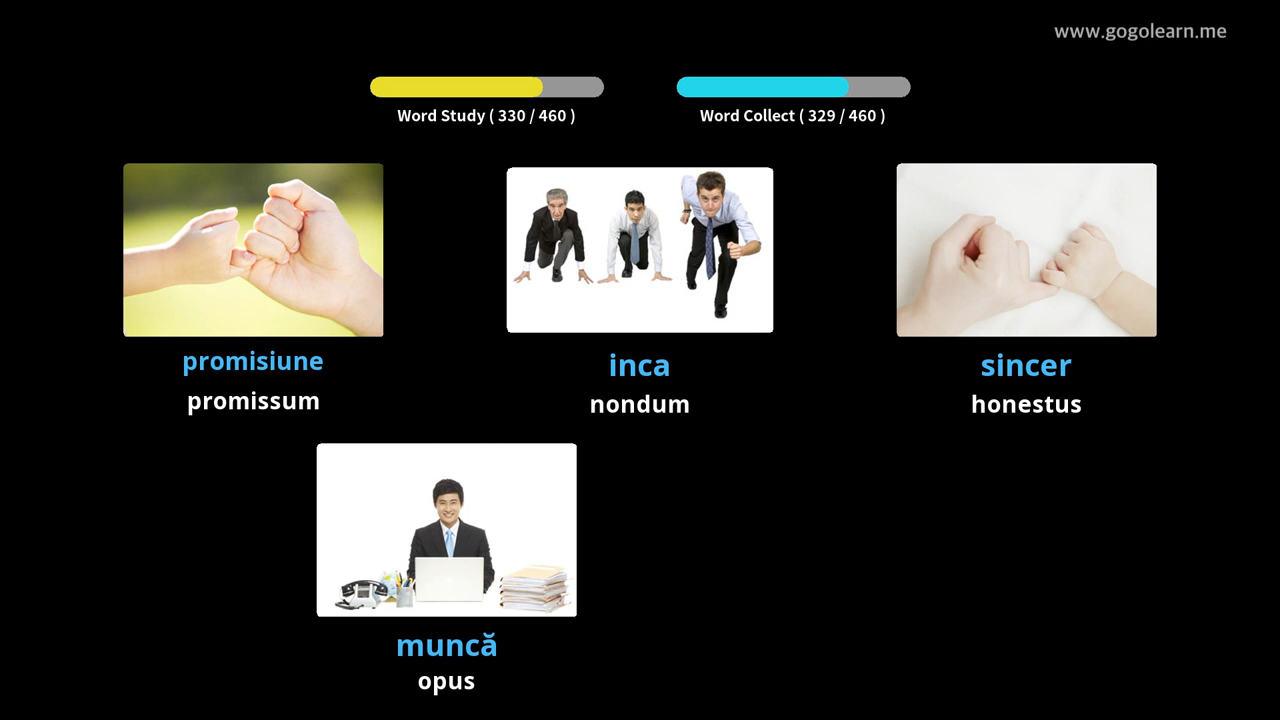 www.gogolearn.me
Word Study ( 330 / 460 )
Word Collect ( 329 / 460 )
promisiune
promissum
inca
nondum
sincer
honestus
muncă
opus